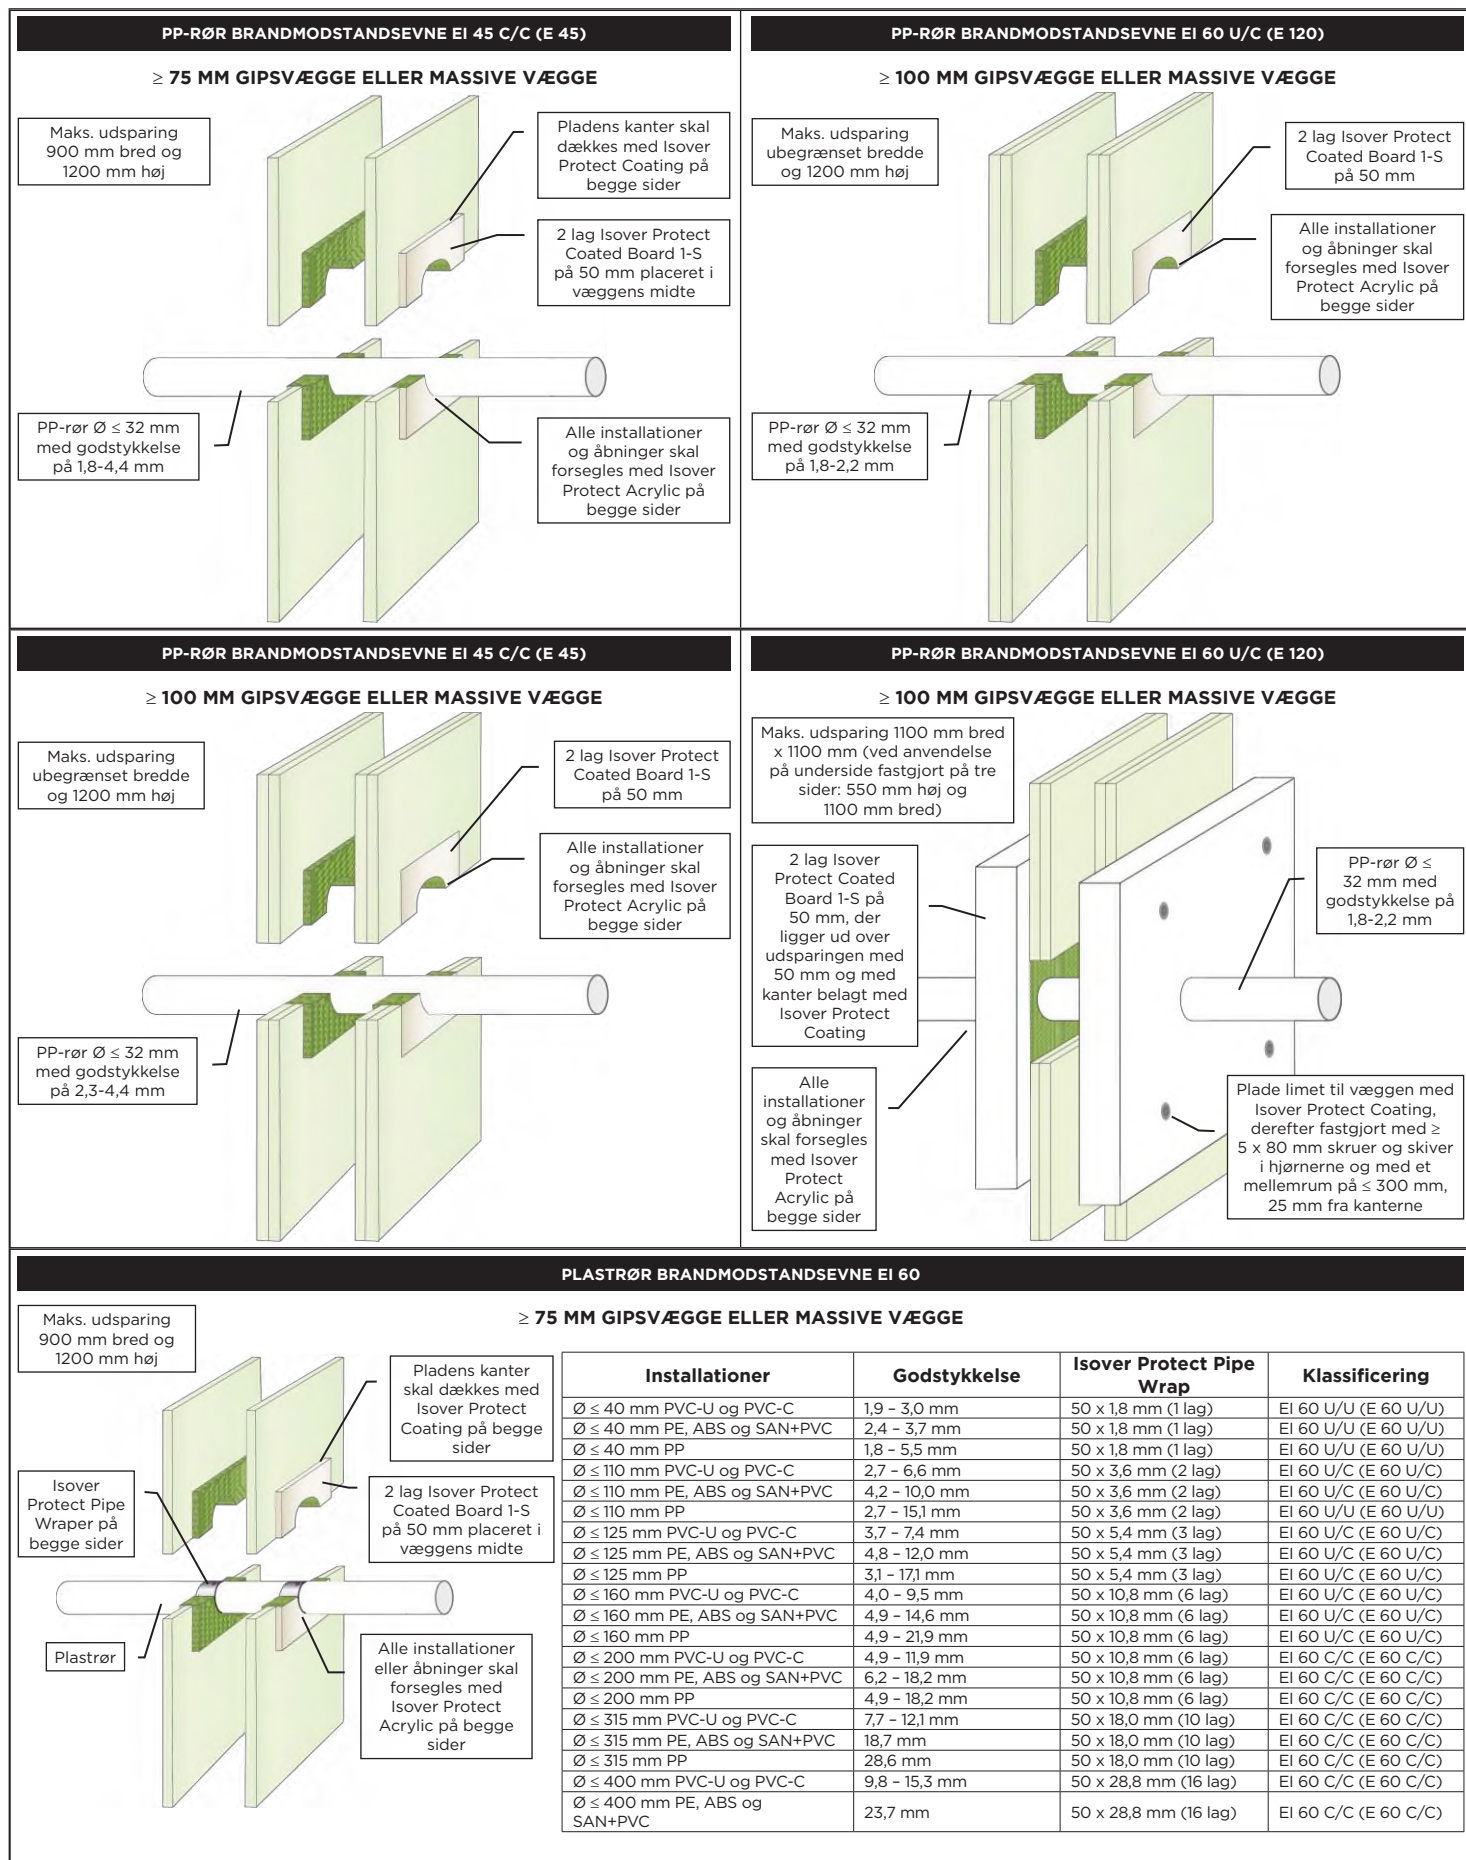 PP-RØR BRANDMODSTANDSEVNE EI 45 C/C (E 45)
≥ 75 MM GIPSVÆGGE ELLER MASSIVE VÆGGE
Maks. udsparing
900 mm bred og
1200 mm høj
Pladens kanter skal
dækkes med Isover
Protect Coating på
begge sider
2 lag Isover Protect
Coated Board 1-S
på 50 mm placeret i
væggens midte
PP-rør Ø ≤ 32 mm
med godstykkelse
på 1,8-4,4 mm
Alle installationer
og åbninger skal
forsegles med Isover
Protect Acrylic på
begge sider
PP-RØR BRANDMODSTANDSEVNE EI 60 U/C (E 120)
≥ 100 MM GIPSVÆGGE ELLER MASSIVE VÆGGE
Maks. udsparing
ubegrænset bredde
og 1200 mm høj
2 lag Isover Protect
Coated Board 1-S
på 50 mm
Alle installationer
og åbninger skal
forsegles med Isover
Protect Acrylic på
begge sider
PP-rør Ø ≤ 32 mm
med godstykkelse
på 1,8-2,2 mm
PP-RØR BRANDMODSTANDSEVNE EI 45 C/C (E 45)
≥ 100 MM GIPSVÆGGE ELLER MASSIVE VÆGGE
Maks. udsparing
ubegrænset bredde
og 1200 mm høj
2 lag Isover Protect
Coated Board 1-S
på 50 mm
Alle installationer
og åbninger skal
forsegles med Isover
Protect Acrylic på
begge sider
PP-rør Ø ≤ 32 mm
med godstykkelse
på 2,3-4,4 mm
PP-RØR BRANDMODSTANDSEVNE EI 60 U/C (E 120)
≥ 100 MM GIPSVÆGGE ELLER MASSIVE VÆGGE
Maks. udsparing 1100 mm bred
x 1100 mm (ved anvendelse
på underside fastgjort på tre
sider: 550 mm høj og
1100 mm bred)
2 lag Isover
Protect Coated
Board 1-S på
50 mm, der
ligger ud over
udsparingen med
50 mm og med
kanter belagt med
Isover Protect
Coating
PP-rør Ø ≤
32 mm med
godstykkelse på
1,8-2,2 mm
Alle
installationer
og åbninger
skal forsegles
med Isover
Protect
Acrylic på
begge sider
Plade limet til væggen med
Isover Protect Coating,
derefter fastgjort med ≥
5 x 80 mm skruer og skiver
i hjørnerne og med et
mellemrum på ≤ 300 mm,
25 mm fra kanterne
PLASTRØR BRANDMODSTANDSEVNE EI 60
≥ 75 MM GIPSVÆGGE ELLER MASSIVE VÆGGE
Maks. udsparing
900 mm bred og
1200 mm høj
Pladens kanter
skal dækkes med
Isover Protect
Coating på begge
sider
Isover
Protect Pipe
Wraper på
begge sider
2 lag Isover Protect
Coated Board 1-S
på 50 mm placeret i
væggens midte
Plastrør
Alle installationer
eller åbninger skal
forsegles med
Isover Protect
Acrylic på begge
sider
Installationer Godstykkelse Isover Protect Pipe Wrap Klassificering
Ø ≤ 40 mm PVC-U og PVC-C 1,9 – 3,0 mm 50 x 1,8 mm (1 lag) EI 60 U/U (E 60 U/U)
Ø ≤ 40 mm PE, ABS og SAN+PVC 2,4 – 3,7 mm 50 x 1,8 mm (1 lag) EI 60 U/U (E 60 U/U)
Ø ≤ 40 mm PP 1,8 – 5,5 mm 50 x 1,8 mm (1 lag) EI 60 U/U (E 60 U/U)
Ø ≤ 110 mm PVC-U og PVC-C 2,7 – 6,6 mm 50 x 3,6 mm (2 lag) EI 60 U/C (E 60 U/C)
Ø ≤ 110 mm PE, ABS og SAN+PVC 4,2 – 10,0 mm 50 x 3,6 mm (2 lag) EI 60 U/C (E 60 U/C)
Ø ≤ 110 mm PP 2,7 – 15,1 mm 50 x 3,6 mm (2 lag) EI 60 U/U (E 60 U/U)
Ø ≤ 125 mm PVC-U og PVC-C 3,7 – 7,4 mm 50 x 5,4 mm (3 lag) EI 60 U/C (E 60 U/C)
Ø ≤ 125 mm PE, ABS og SAN+PVC 4,8 – 12,0 mm 50 x 5,4 mm (3 lag) EI 60 U/C (E 60 U/C)
Ø ≤ 125 mm PP 3,1 – 17,1 mm 50 x 5,4 mm (3 lag) EI 60 U/C (E 60 U/C)
Ø ≤ 160 mm PVC-U og PVC-C 4,0 – 9,5 mm 50 x 10,8 mm (6 lag) EI 60 U/C (E 60 U/C)
Ø ≤ 160 mm PE, ABS og SAN+PVC 4,9 – 14,6 mm 50 x 10,8 mm (6 lag) EI 60 U/C (E 60 U/C)
Ø ≤ 160 mm PP 4,9 – 21,9 mm 50 x 10,8 mm (6 lag) EI 60 U/C (E 60 U/C)
Ø ≤ 200 mm PVC-U og PVC-C 4,9 – 11,9 mm 50 x 10,8 mm (6 lag) EI 60 C/C (E 60 C/C)
Ø ≤ 200 mm PE, ABS og SAN+PVC 6,2 – 18,2 mm 50 x 10,8 mm (6 lag) EI 60 C/C (E 60 C/C)
Ø ≤ 200 mm PP 4,9 – 18,2 mm 50 x 10,8 mm (6 lag) EI 60 C/C (E 60 C/C)
Ø ≤ 315 mm PVC-U og PVC-C 7,7 – 12,1 mm 50 x 18,0 mm (10 lag) EI 60 C/C (E 60 C/C)
Ø ≤ 315 mm PE, ABS og SAN+PVC 18,7 mm 50 x 18,0 mm (10 lag) EI 60 C/C (E 60 C/C)
Ø ≤ 315 mm PP 28,6 mm 50 x 18,0 mm (10 lag) EI 60 C/C (E 60 C/C)
Ø ≤ 400 mm PVC-U og PVC-C 9,8 – 15,3 mm 50 x 28,8 mm (16 lag) EI 60 C/C (E 60 C/C)
Ø ≤ 400 mm PE, ABS og
SAN+PVC 23,7 mm 50 x 28,8 mm (16 lag) EI 60 C/C (E 60 C/C)